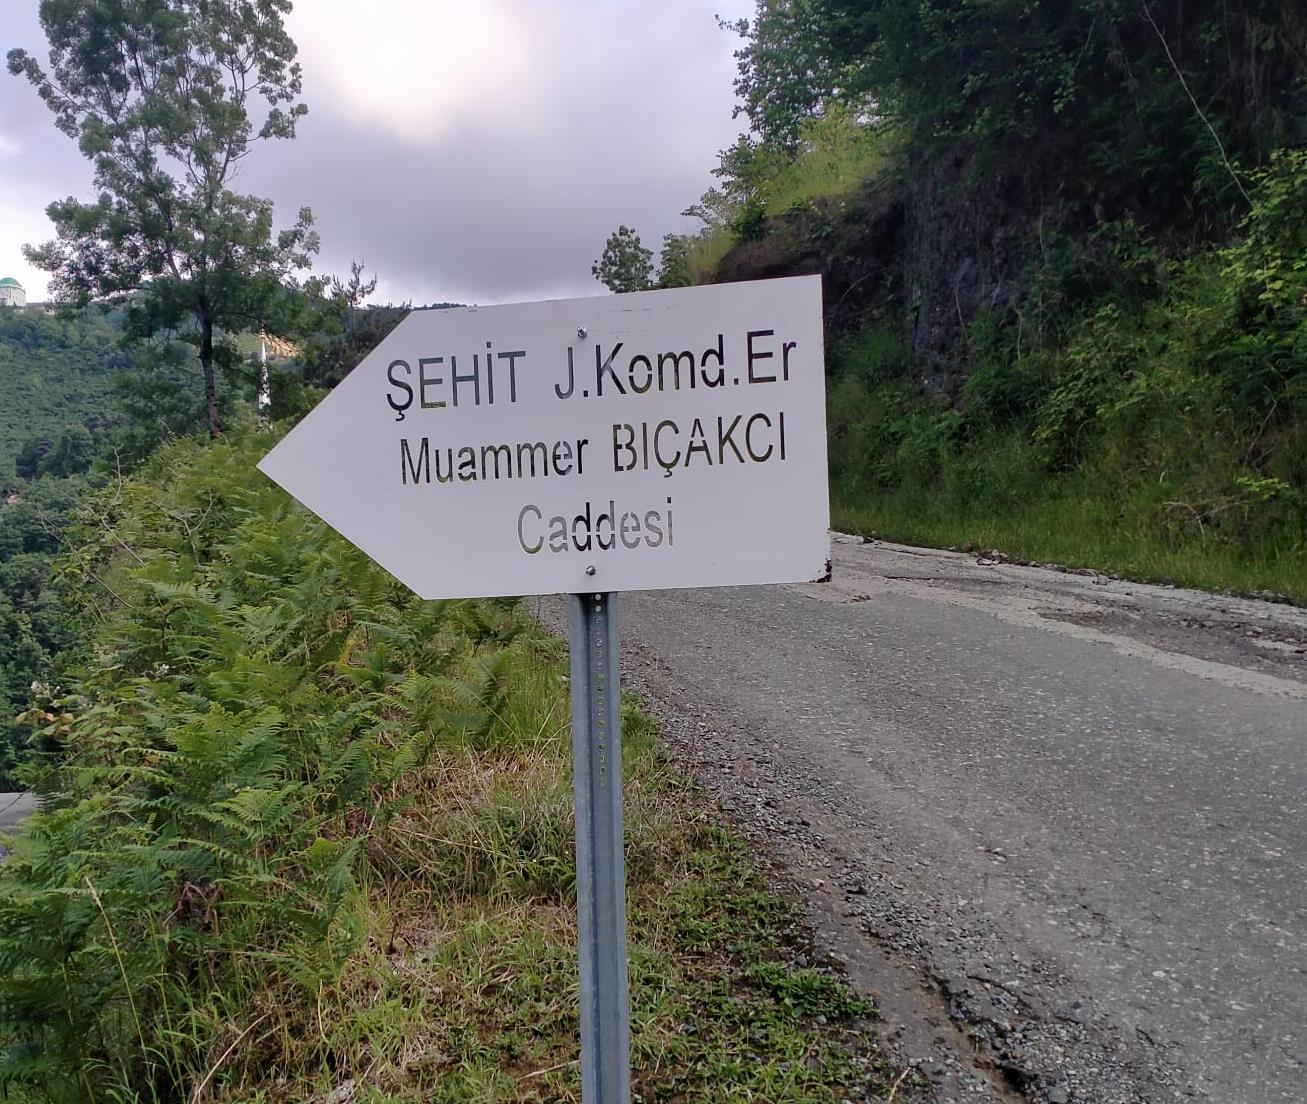 ŞEHİT J.Komd.Er
Muammer BIÇAKCI
Caddesi